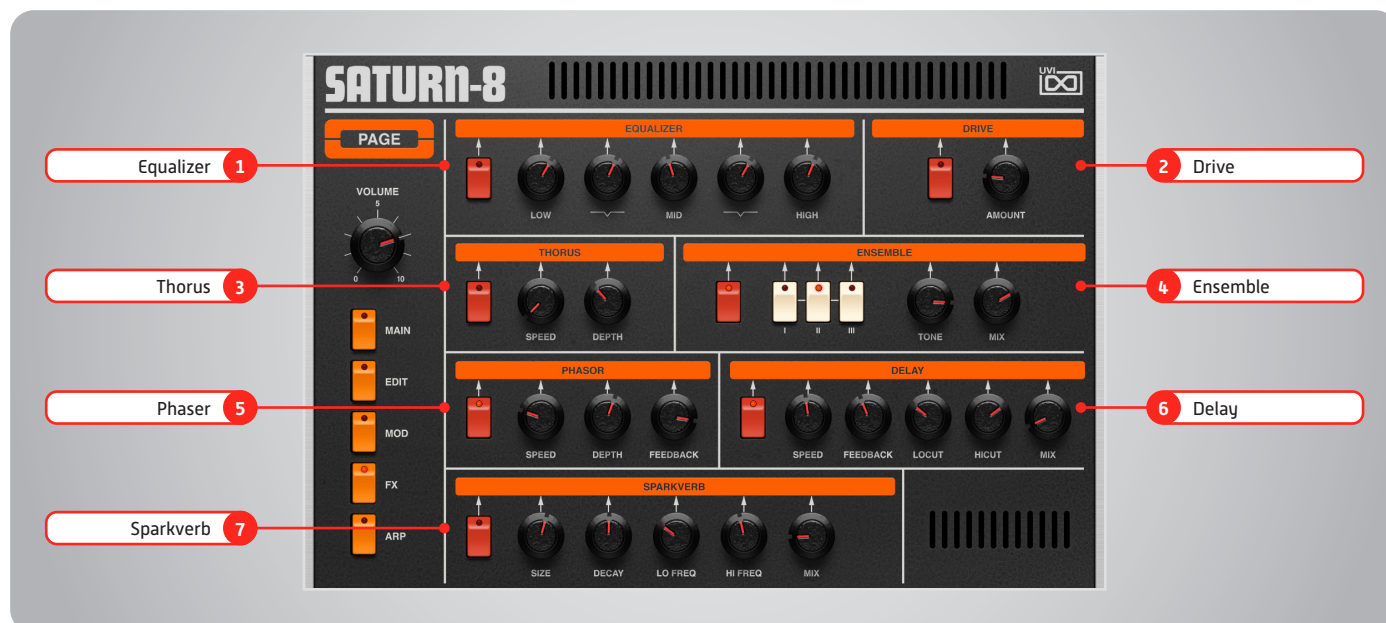 SATURN-8
UVI
PAGE
VOLUME
5
0 10
MAIN
EDIT
MOD
FX
ARP
Equalizer 1
EQUALIZER
LOW MID HIGH
2 Drive
DRIVE
AMOUNT
Thorus 3
THORUS
SPEED DEPTH
4 Ensemble
ENSEMBLE
I II III TONE MIX
Phaser 5
PHASOR
SPEED DEPTH FEEDBACK
6 Delay
DELAY
SPEED FEEDBACK LOCUT HICUT MIX
Sparkverb 7
SPARKVERB
SIZE DECAY LO FREQ HI FREQ MIX